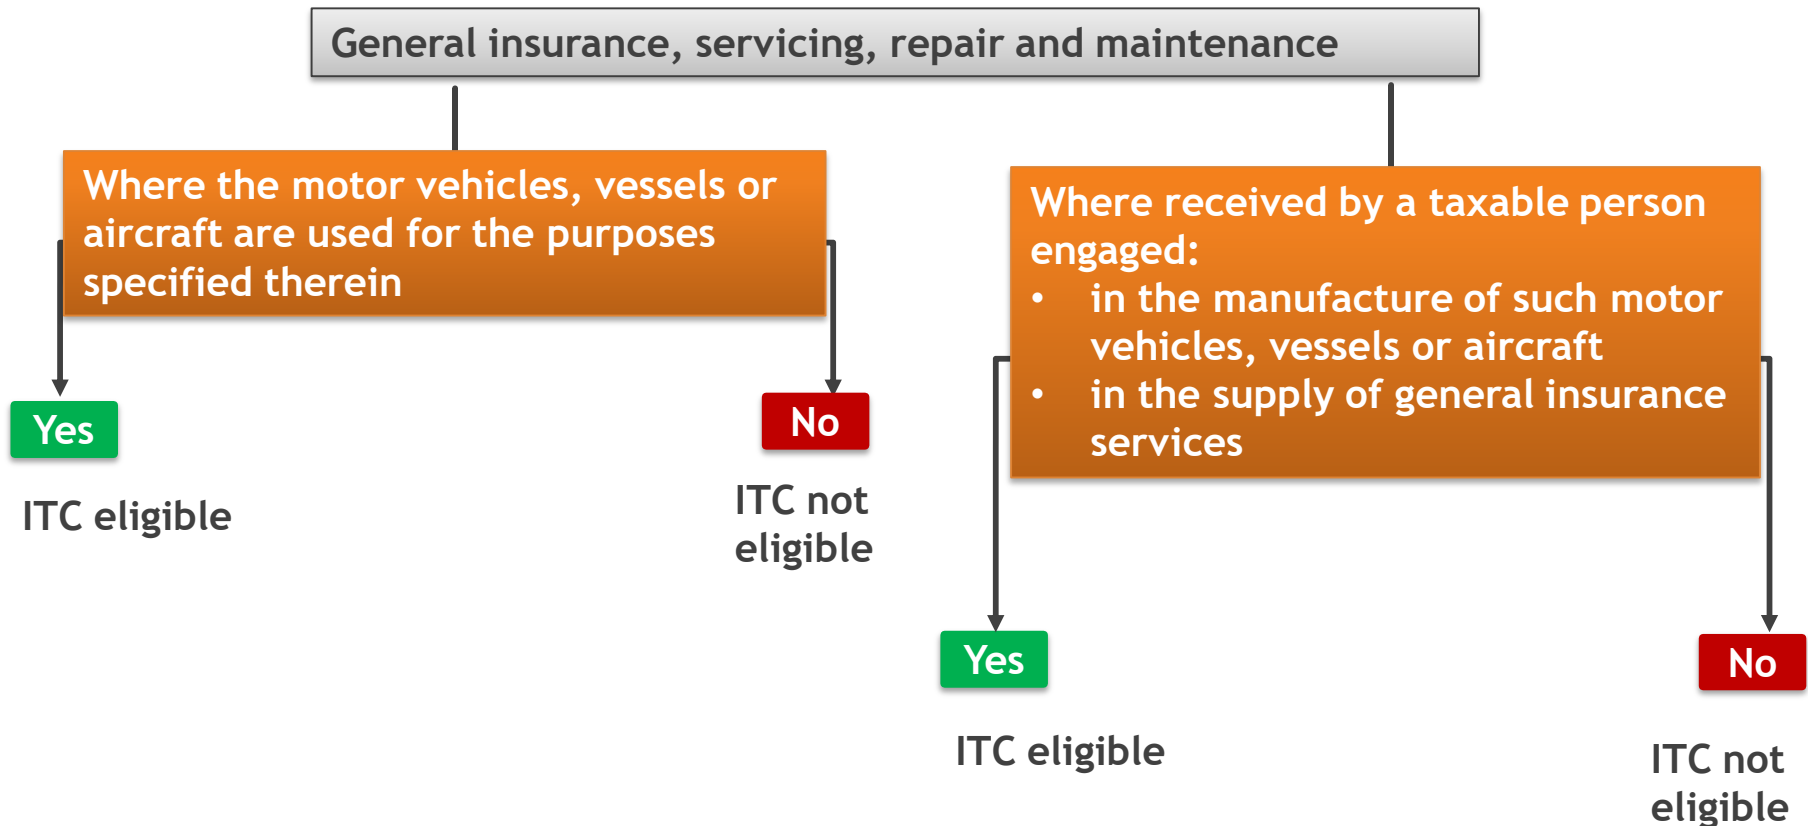 General insurance, servicing, repair and maintenance
Where the motor vehicles, vessels or
aircraft are used for the purposes
specified therein
Yes
ITC eligible
No
ITC not
eligible
Where received by a taxable person
engaged:
• in the manufacture of such motor
vehicles, vessels or aircraft
• in the supply of general insurance
services
Yes
ITC eligible
No
ITC not
eligible